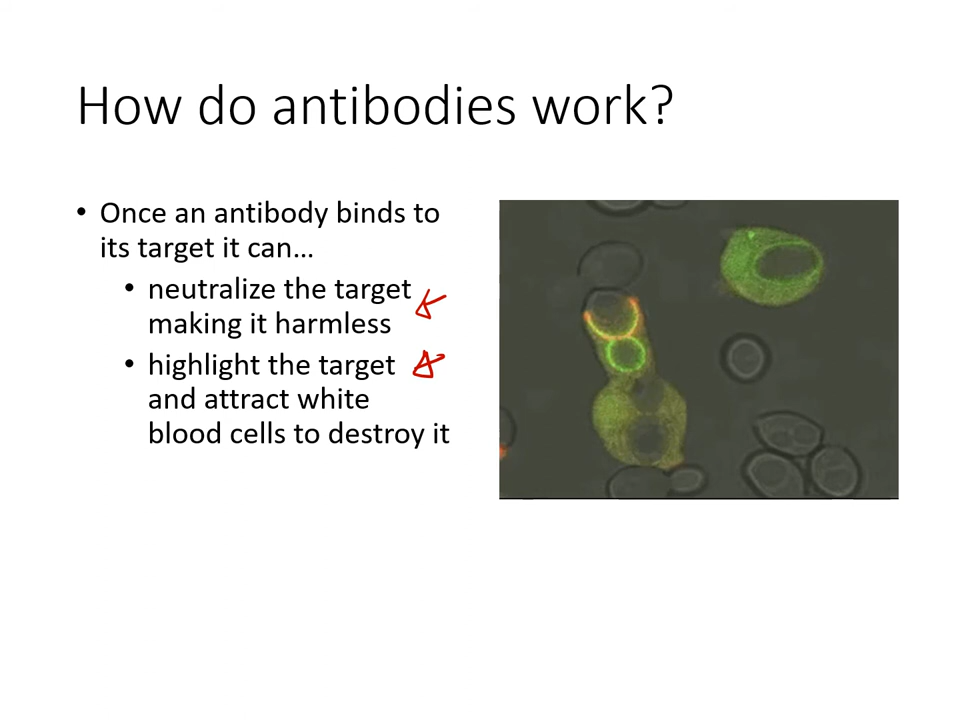 How do antibodies work?
• Once an antibody binds to
its target it can…
• neutralize the target
making it harmless
• highlight the target
and attract white
blood cells to destroy it